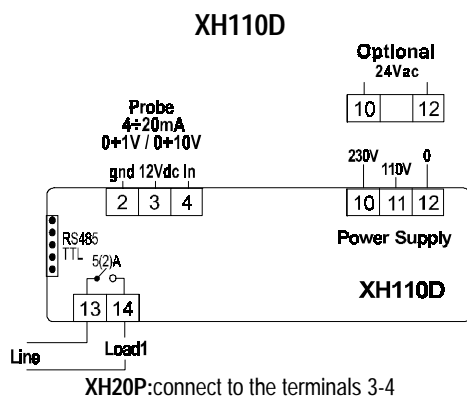 XH110D
Optional
24Vac
10 12
Probe
4÷20mA
0+1V / 0+10V
gnd 12Vdc In
2 3 4
230V 110V 0
10 11 12
Power Supply
RS485
TTL
5(2)A
13 14
XH110D
Line
Load1
XH20P:connect to the terminals 3-4